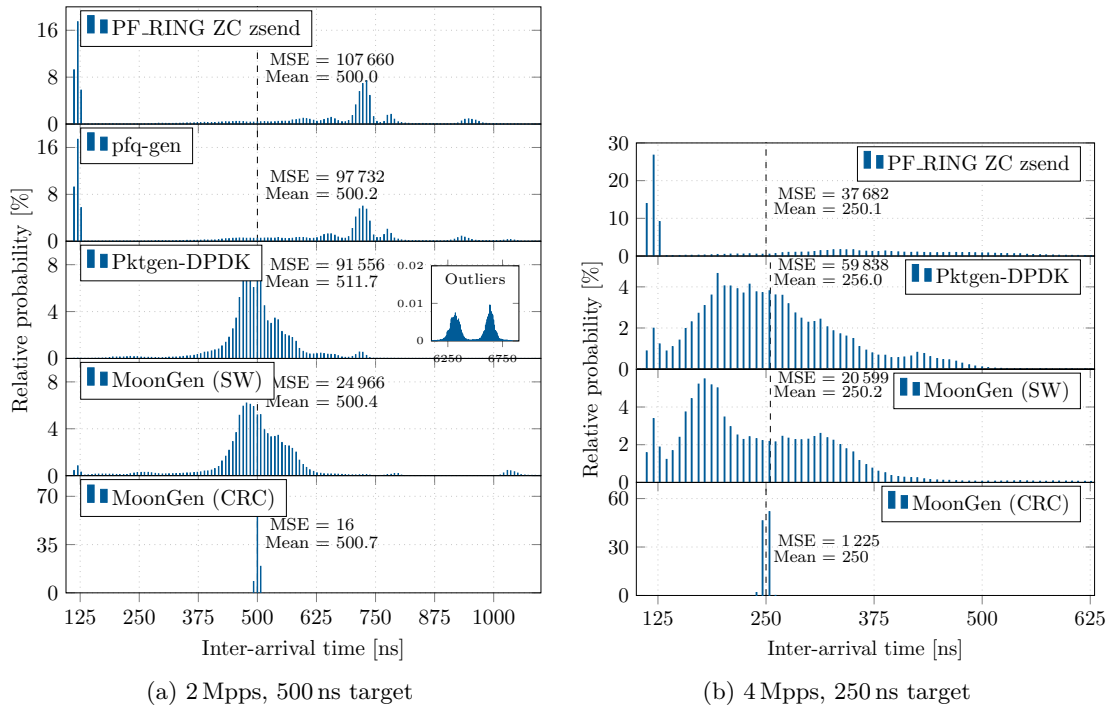 Relative probability [%]
16
8
0
PF_RING ZC zsend
MSE = 107 660
Mean = 500.0
16
8
0
pfq-gen
MSE = 97 732
Mean = 500.2
8
4
0
Pktgen-DPDK
MSE = 91 556
Mean = 511.7
0.02
0.01
0
Outliers
6250
6750
8
4
0
MoonGen (SW)
MSE = 24 966
Mean = 500.4
70
35
0
MoonGen (CRC)
MSE = 16
Mean = 500.7
125 250 375 500 625 750 875 1000
Inter-arrival time [ns]
(a) 2 Mpps, 500 ns target
Relative probability [%]
30
20
10
0
PF_RING ZC zsend
MSE = 37 682
Mean = 250.1
4
2
0
Pktgen-DPDK
MSE = 59 838
Mean = 256.0
4
2
0
MoonGen (SW)
MSE = 20 599
Mean = 250.2
60
30
0
MoonGen (CRC)
MSE = 1 225
Mean = 250
125 250 375 500 625
Inter-arrival time [ns]
(b) 4 Mpps, 250 ns target